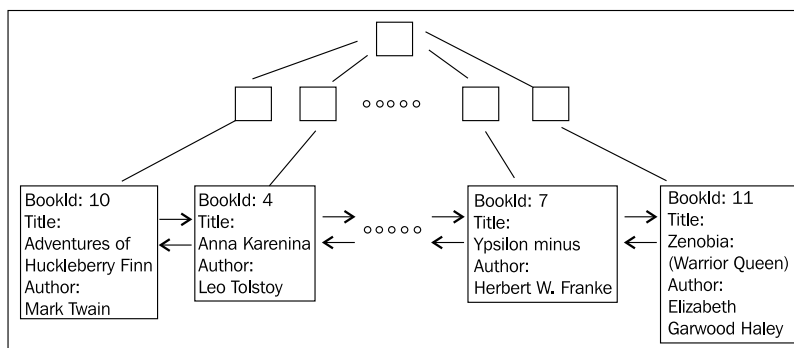 BookId: 10
Title:
Adventures of
Huckleberry Finn
Author:
Mark Twain
BookId: 4
Title:
Anna Karenina
Author:
Leo Tolstoy
BookId: 7
Title:
Ypsilon minus
Author:
Herbert W. Franke
BookId: 11
Title:
Zenobia:
(Warrior Queen)
Author:
Elizabeth
Garwood Haley